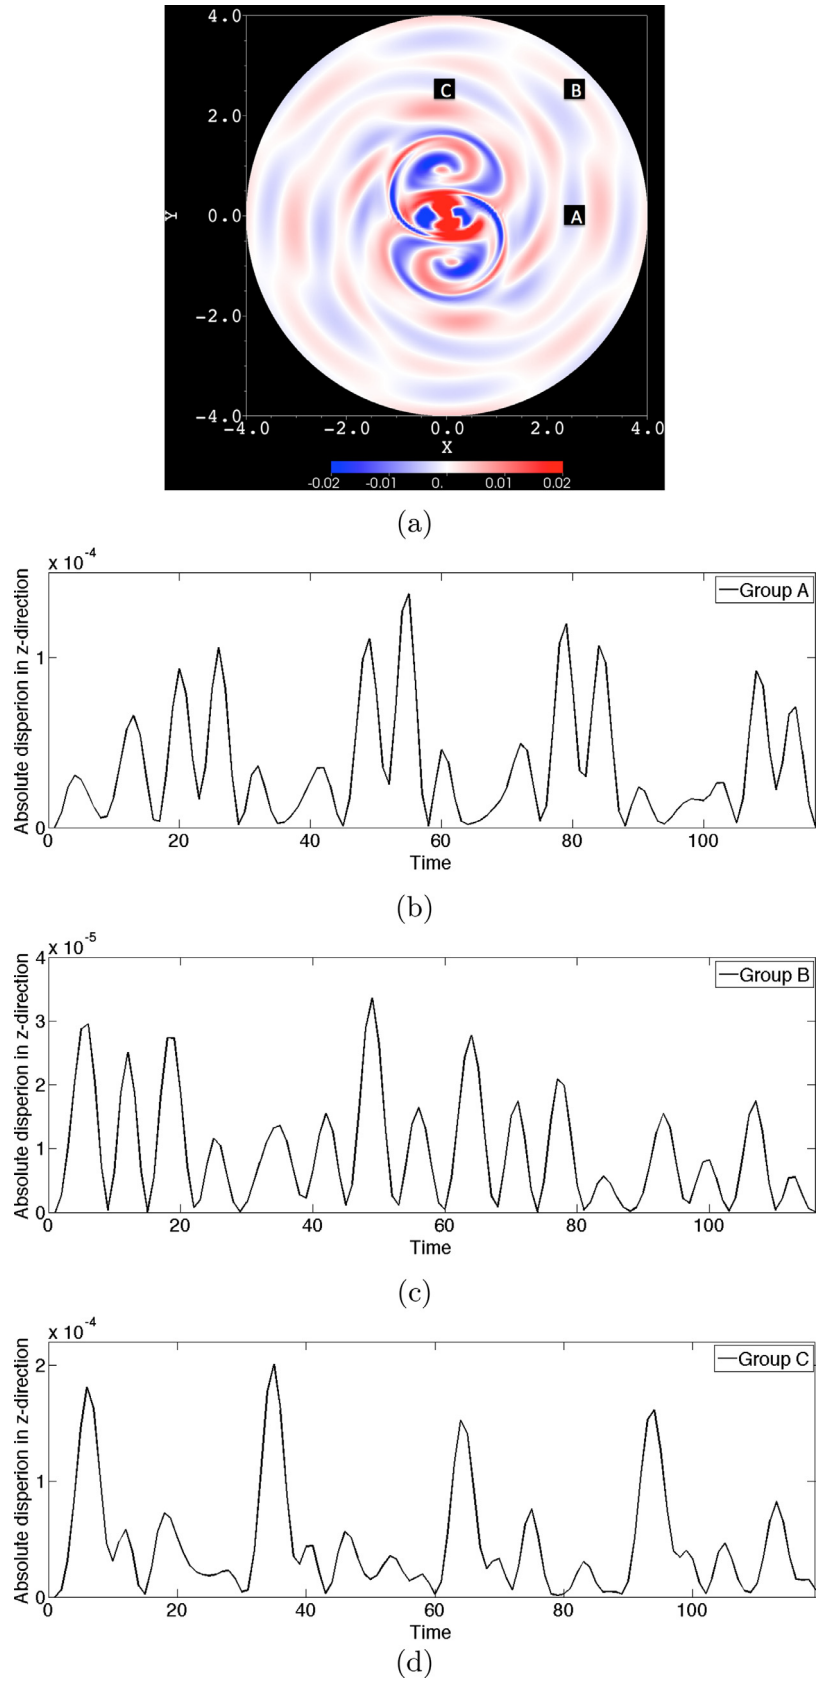 4.0
C
B
2.0
Y
0.0
A
-2.0
-4.0
-4.0 -2.0 0.0 2.0 4.0
X
-0.02 -0.01 0. 0.01 0.02
(a)
x 10-4
Group A
1
0
Absolute disperion in z-direction
0 20 40 60 80 100
Time
(b)
x 10-5
4
Group B
3
2
1
0
Absolute disperion in z-direction
0 20 40 60 80 100
Time
(c)
x 10-4
Group C
2
1
0
Absolute disperion in z-direction
0 20 40 60 80 100
Time
(d)